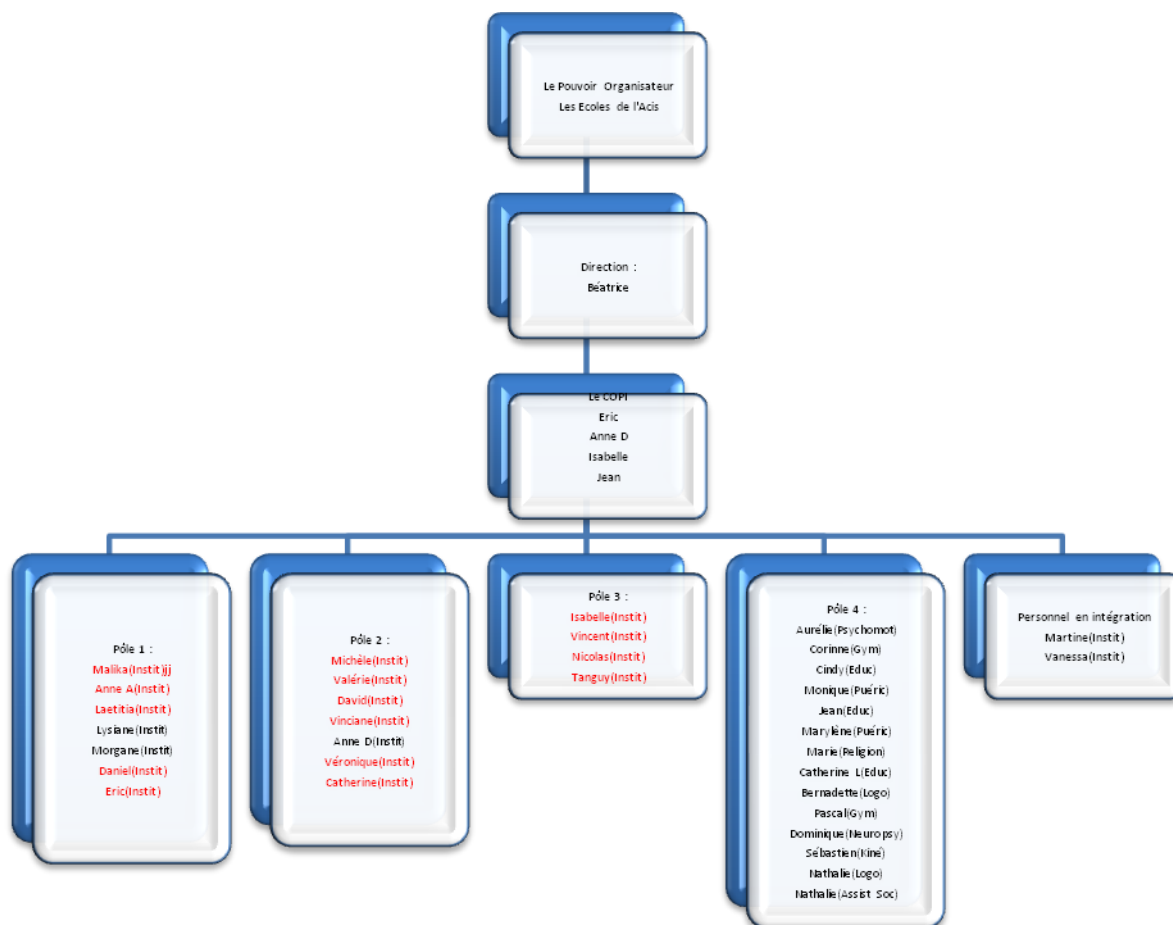 Le Pouvoir Organisateur
Les Ecoles de l'Acis
Direction :
Béatrice
Le COPI
Eric
Anne D
Isabelle
Jean
Pôle 1 :
Malika(Instit)jj
Anne A(Instit)
Laetitia(Instit)
Lysiane(Instit)
Morgane(Instit)
Daniel(Instit)
Eric(Instit)
Pôle 2 :
Michèle(Instit)
Valérie(Instit)
David(Instit)
Vinciane(Instit)
Anne D(Instit)
Véronique(Instit)
Catherine(Instit)
Pôle 3 :
Isabelle(Instit)
Vincent(Instit)
Nicolas(Instit)
Tanguy(Instit)
Pôle 4 :
Aurélie(Psychomot)
Corinne(Gym)
Cindy(Educ)
Monique(Puéric)
Jean(Educ)
Marylène(Puéric)
Marie(Religion)
Catherine L(Educ)
Bernadette(Logo)
Pascal(Gym)
Dominique(Neuropsy)
Sébastien(Kiné)
Nathalie(Logo)
Nathalie(Assist Soc)
Personnel en intégration
Martine(Instit)
Vanessa(Instit)